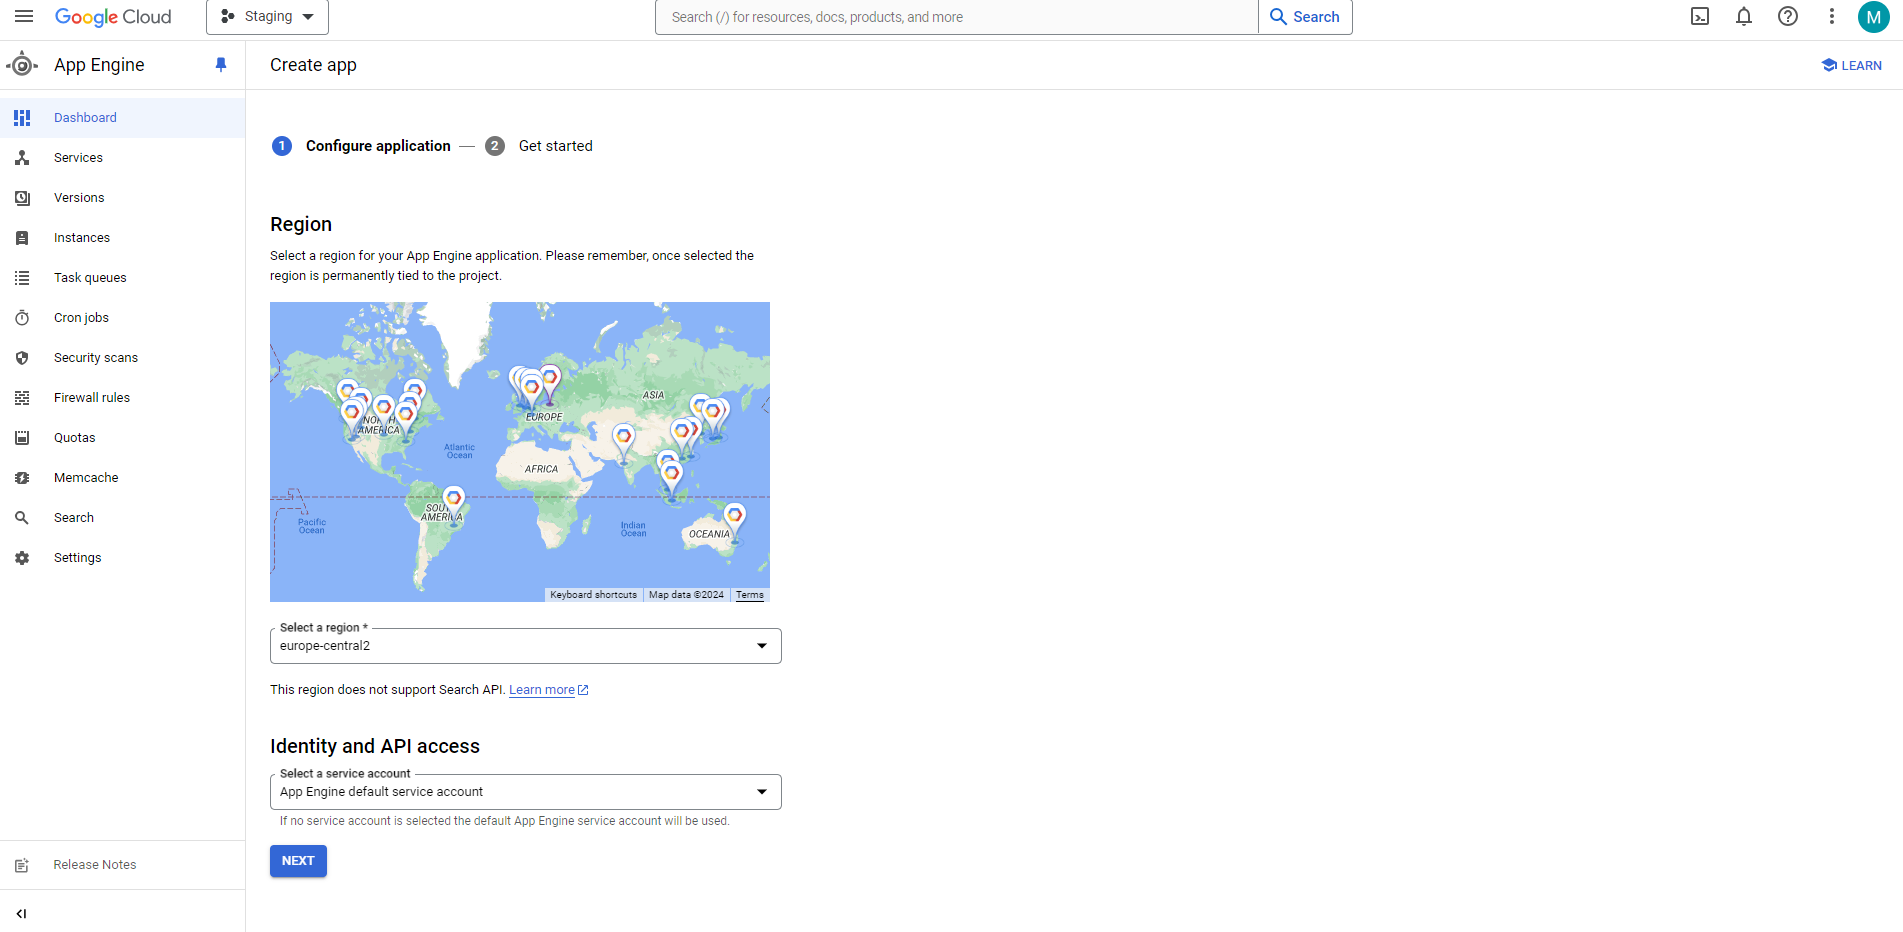 Google Cloud
Staging
Search (/) for resources, docs, products, and more
Search
M
App Engine
Create app
LEARN
Dashboard
Services
Versions
Instances
Task queues
Cron jobs
Security scans
Firewall rules
Quotas
Memcache
Search
Settings
Release Notes
1 Configure application — 2 Get started
Region
Select a region for your App Engine application. Please remember, once selected the
region is permanently tied to the project.
ASIA
EUROPE
NORTH
AMERICA
Atlantic
Ocean
AFRICA
SOUTH
AMERICA
Pacific
Ocean
Indian
Ocean
OCEANIA
Keyboard shortcuts
Map data ©2024
Terms
Select a region *
europe-central2
This region does not support Search API. Learn more
Identity and API access
Select a service account
App Engine default service account
If no service account is selected the default App Engine service account will be used.
NEXT